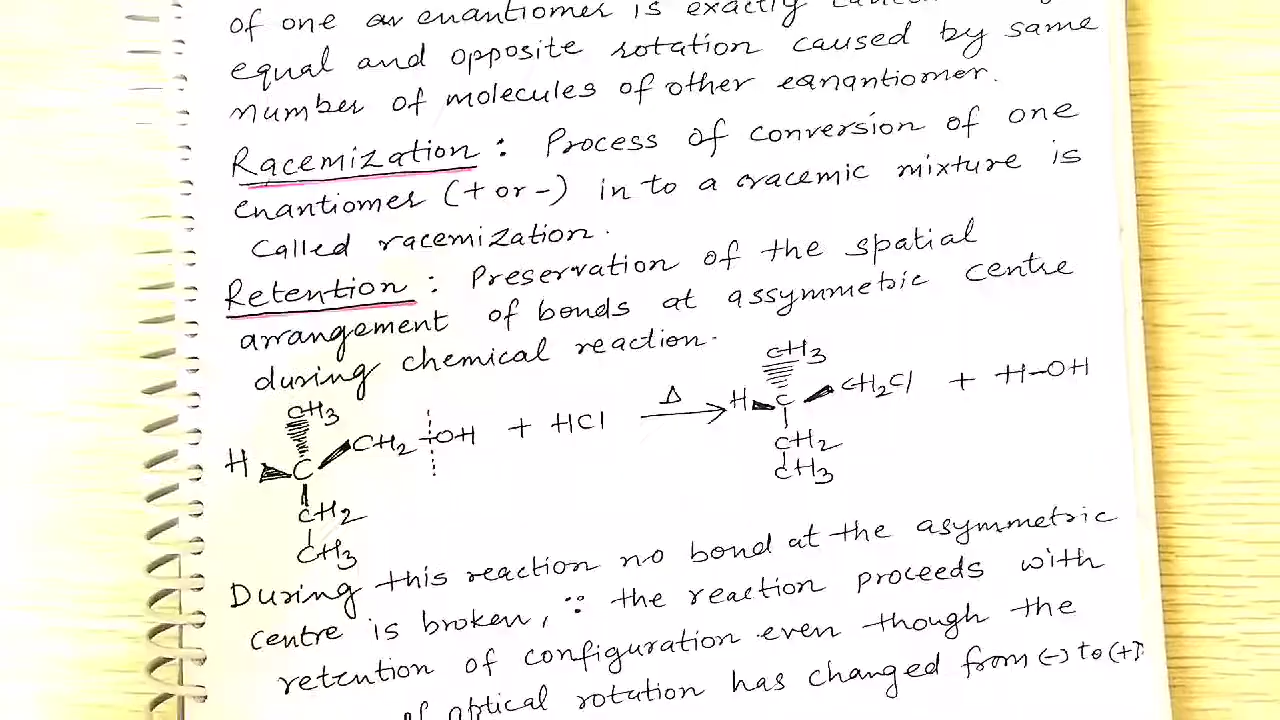 of one enantiomer is exactly
equal and opposite rotation caused by same
number of molecules of other eanantiomer.
Racemization : Process of conversion of one
enantiomer (+ or -) in to a racemic mixture is
called racemization.
Retention : Preservation of the spatial
arrangement of bonds at assymmetric centre
during chemical reaction.
CH3
H C CH2-OH + HCl Δ→ H C CH2Cl + H-OH
CH2
CH3
CH3
CH2
CH3
During this reaction no bond at the asymmetric
centre is broken, ∵ the reaction proceeds with
retention of configuration even though the
of optical rotation has changed from (-) to (+).